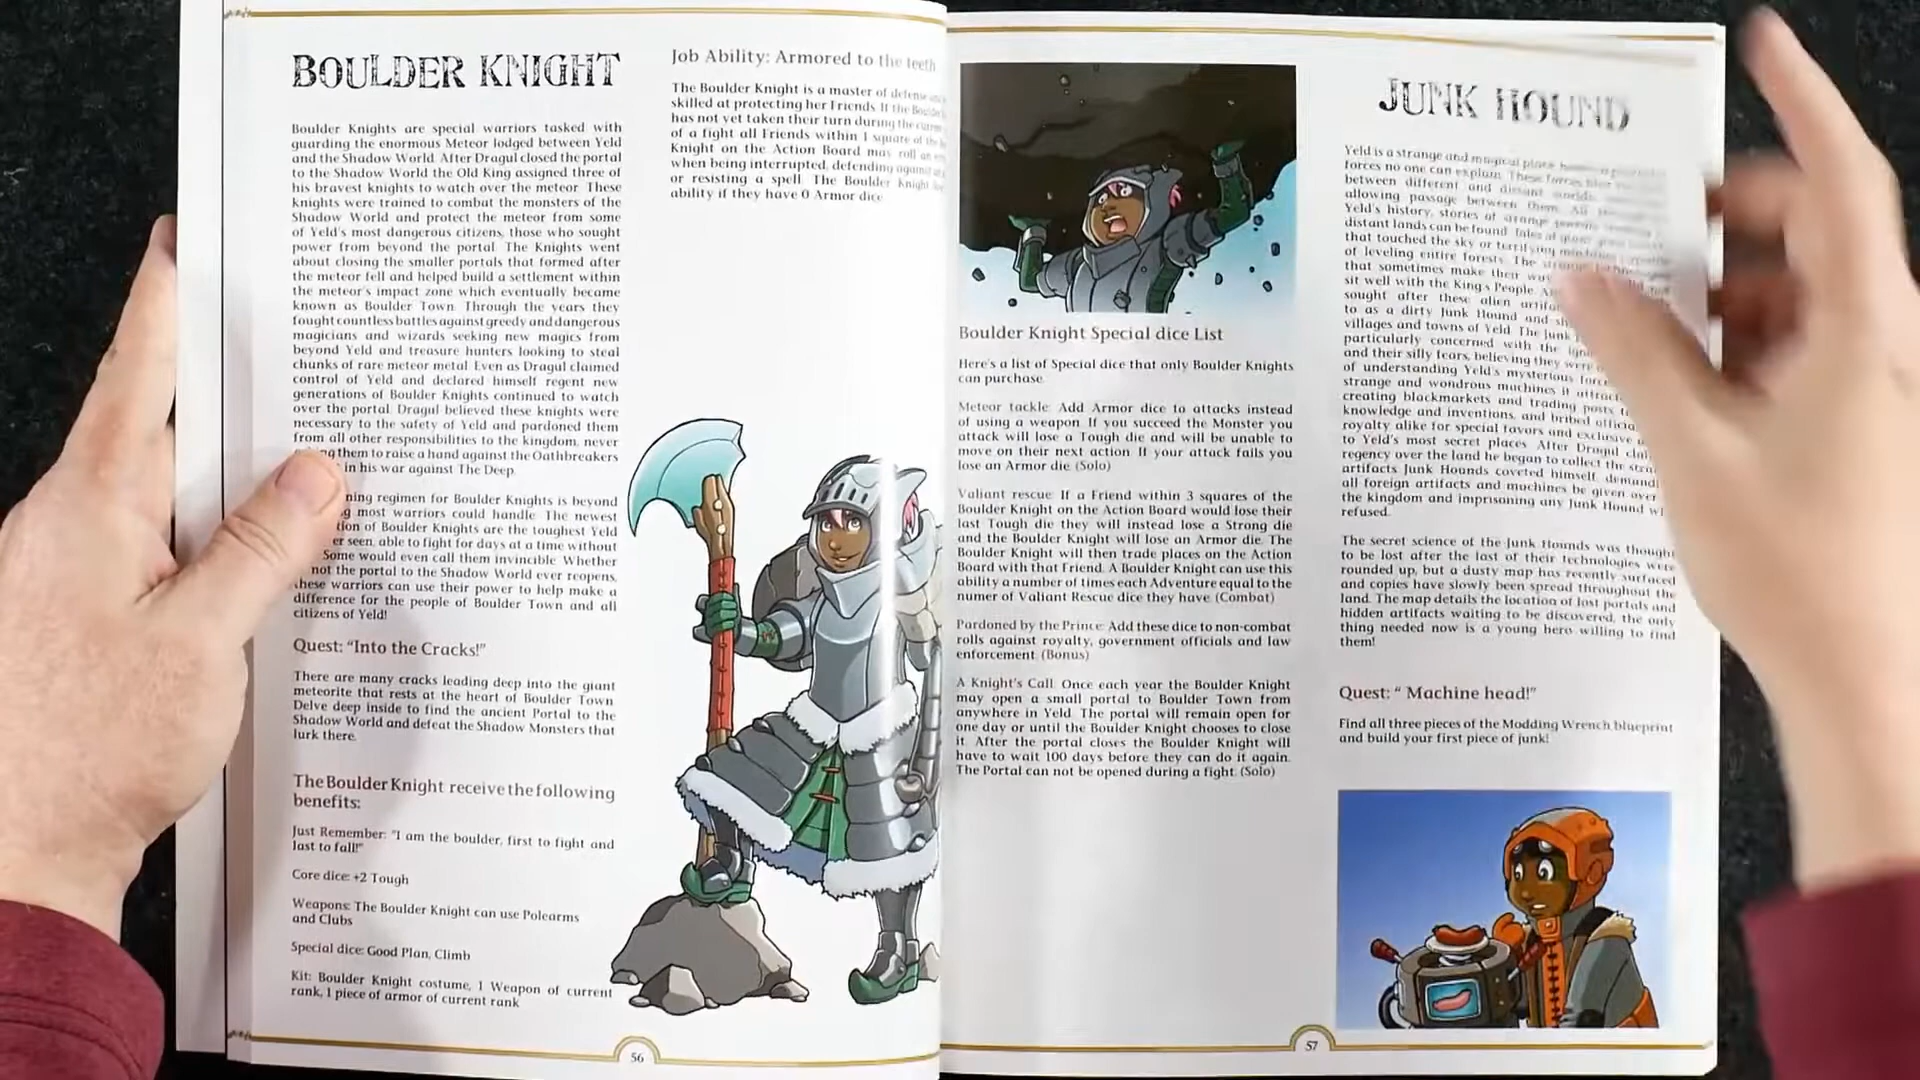 BOULDER KNIGHT
Boulder Knights are special warriors tasked with
guarding the enormous Meteor lodged between Yeld
and the Shadow World. After Dragul closed the portal
to the Shadow World the Old King assigned three of
his bravest knights to watch over the meteor. These
knights were trained to combat the monsters of the
Shadow World and protect the meteor from some
of Yeld's most dangerous citizens, those who sought
power from beyond the portal. The Knights went
about closing the smaller portals that formed after
the meteor fell and helped build a settlement within
the meteor's impact zone which eventually became
known as Boulder Town. Through the years they
fought countless battles against greedy and dangerous
magicians and wizards seeking new magics from
beyond Yeld and treasure hunters looking to steal
chunks of rare meteor metal. Even as Dragul claimed
control of Yeld and declared himself regent new
generations of Boulder Knights continued to watch
over the portal. Dragul believed these knights were
necessary to the safety of Yeld and pardoned them
from all other responsibilities to the kingdom, never
them to raise a hand against the Oathbreakers
in his war against The Deep.
ning regimen for Boulder Knights is beyond
most warriors could handle. The newest
tion of Boulder Knights are the toughest Yeld
er seen, able to fight for days at a time without
Some would even call them invincible. Whether
not the portal to the Shadow World ever reopens,
these warriors can use their power to help make a
difference for the people of Boulder Town and all
citizens of Yeld!
Quest: "Into the Cracks!"
There are many cracks leading deep into the giant
meteorite that rests at the heart of Boulder Town.
Delve deep inside to find the ancient Portal to the
Shadow World and defeat the Shadow Monsters that
lurk there.
The Boulder Knight receive the following
benefits:
Just Remember: "I am the boulder, first to fight and
last to fall!"
Core dice: +2 Tough
Weapons: The Boulder Knight can use Polearms
and Clubs
Special dice: Good Plan, Climb
Kit: Boulder Knight costume, 1 Weapon of current
rank, 1 piece of armor of current rank
56
Job Ability: Armored to the teeth
The Boulder Knight is a master of defense
skilled at protecting her Friends. If the
has not yet taken their turn during the
of a fight all Friends within 1 square of the
Knight on the Action Board may roll an
when being interrupted, defending against
or resisting a spell. The Boulder Knight
ability if they have 0 Armor dice.
Boulder Knight Special dice List
Here's a list of Special dice that only Boulder Knights
can purchase.
Meteor tackle: Add Armor dice to attacks instead
of using a weapon. If you succeed the Monster you
attack will lose a Tough die and will be unable to
move on their next action. If your attack fails you
lose an Armor die. (Solo)
Valiant rescue: If a Friend within 3 squares of the
Boulder Knight on the Action Board would lose their
last Tough die they will instead lose a Strong die
and the Boulder Knight will lose an Armor die. The
Boulder Knight will then trade places on the Action
Board with that Friend. A Boulder Knight can use this
ability a number of times each Adventure equal to the
numer of Valiant Rescue dice they have. (Combat)
Pardoned by the Prince: Add these dice to non-combat
rolls against royalty, government officials and law
enforcement. (Bonus)
A Knight's Call: Once each year the Boulder Knight
may open a small portal to Boulder Town from
anywhere in Yeld. The portal will remain open for
one day or until the Boulder Knight chooses to close
it. After the portal closes the Boulder Knight will
have to wait 100 days before they can do it again.
The Portal can not be opened during a fight. (Solo)
57
JUNK HOUND
Yeld is a strange and magical place
forces no one can explain. These forces
between different and distant worlds,
allowing passage between them. All
Yeld's history, stories of strange
distant lands can be found. Tales of
that touched the sky or terrifying machines
of leveling entire forests. The
that sometimes make their way
sit well with the King's People.
sought after these alien
to as a dirty Junk Hound and
villages and towns of Yeld. The Junk
particularly concerned with the
and their silly fears, believing they were
of understanding Yeld's mysterious
strange and wondrous machines it
creating blackmarkets and trading posts
knowledge and inventions, and bribed
royalty alike for special favors and exclusive
to Yeld's most secret places. After Dragul
regency over the land he began to collect the
artifacts Junk Hounds coveted himself,
all foreign artifacts and machines be given over
the kingdom and imprisoning any Junk Hound
refused.
The secret science of the Junk Hounds was thought
to be lost after the last of their technologies were
rounded up, but a dusty map has recently surfaced
and copies have slowly been spread throughout the
land. The map details the location of lost portals and
hidden artifacts waiting to be discovered, the only
thing needed now is a young hero willing to find
them!
Quest: " Machine head!"
Find all three pieces of the Modding Wrench blueprint
and build your first piece of junk!